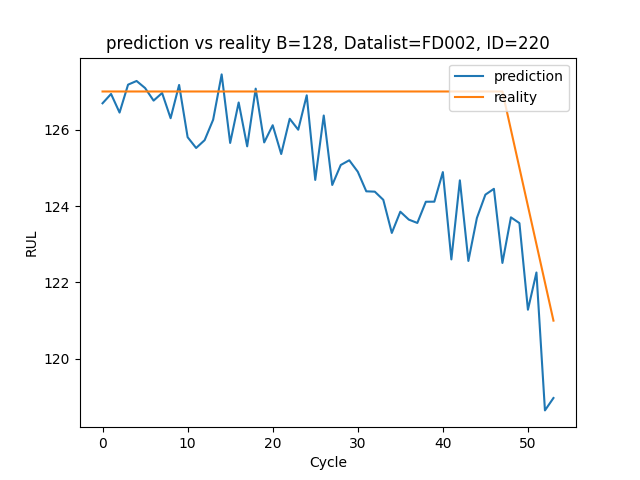 prediction vs reality B=128, Datalist=FD002, ID=220
prediction
reality
126
124
122
120
RUL
0 10 20 30 40 50
Cycle